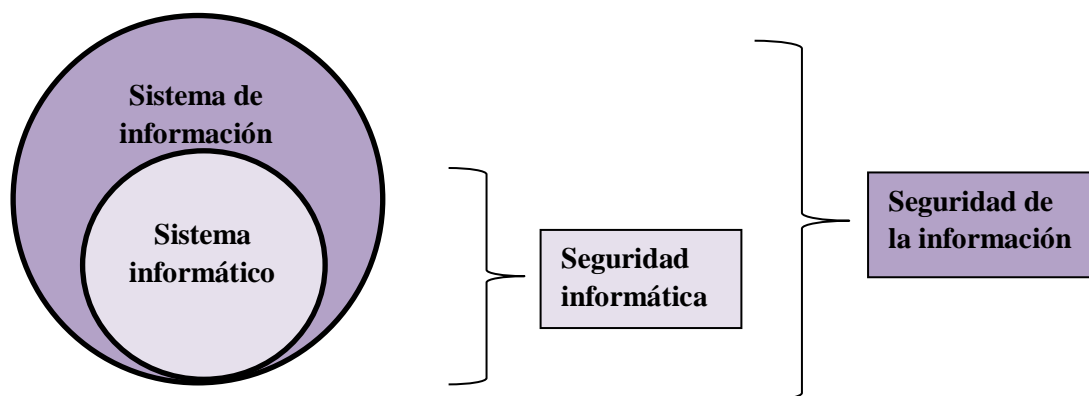 Sistema de
información
Sistema
informático
Seguridad
informática
Seguridad de
la información